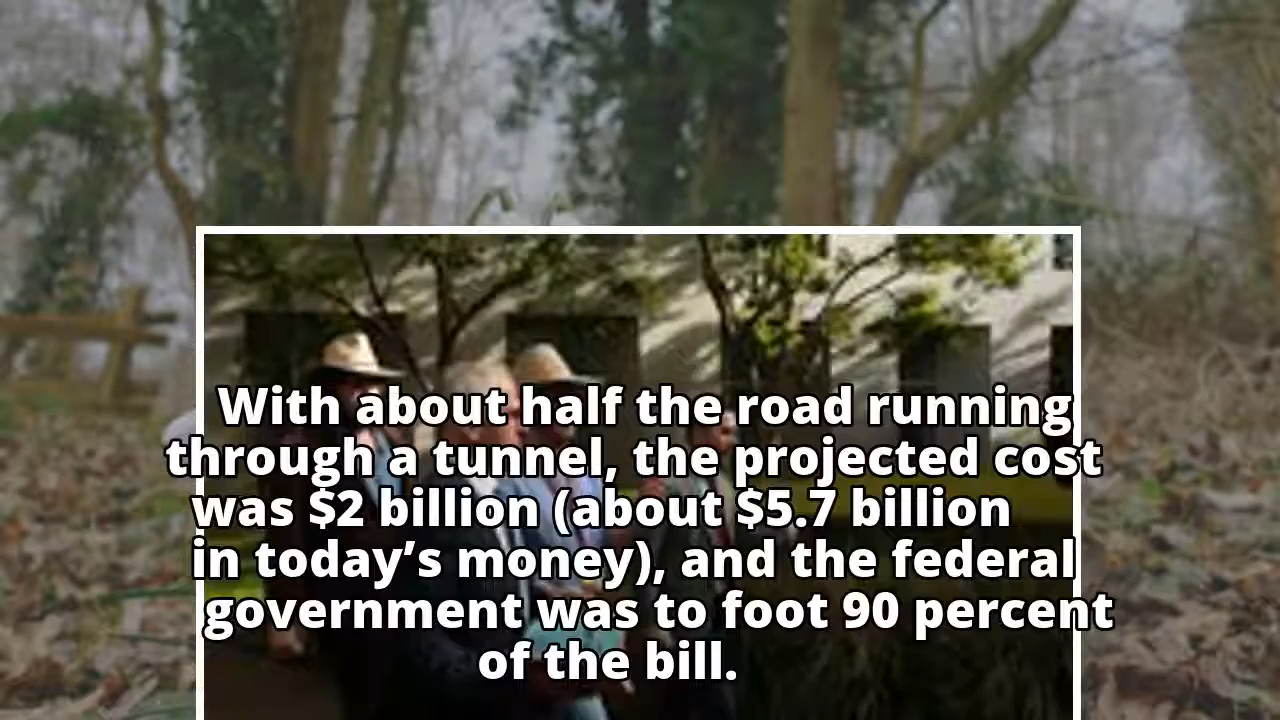 With about half the road running
through a tunnel, the projected cost
was $2 billion (about $5.7 billion
in today’s money), and the federal
government was to foot 90 percent
of the bill.